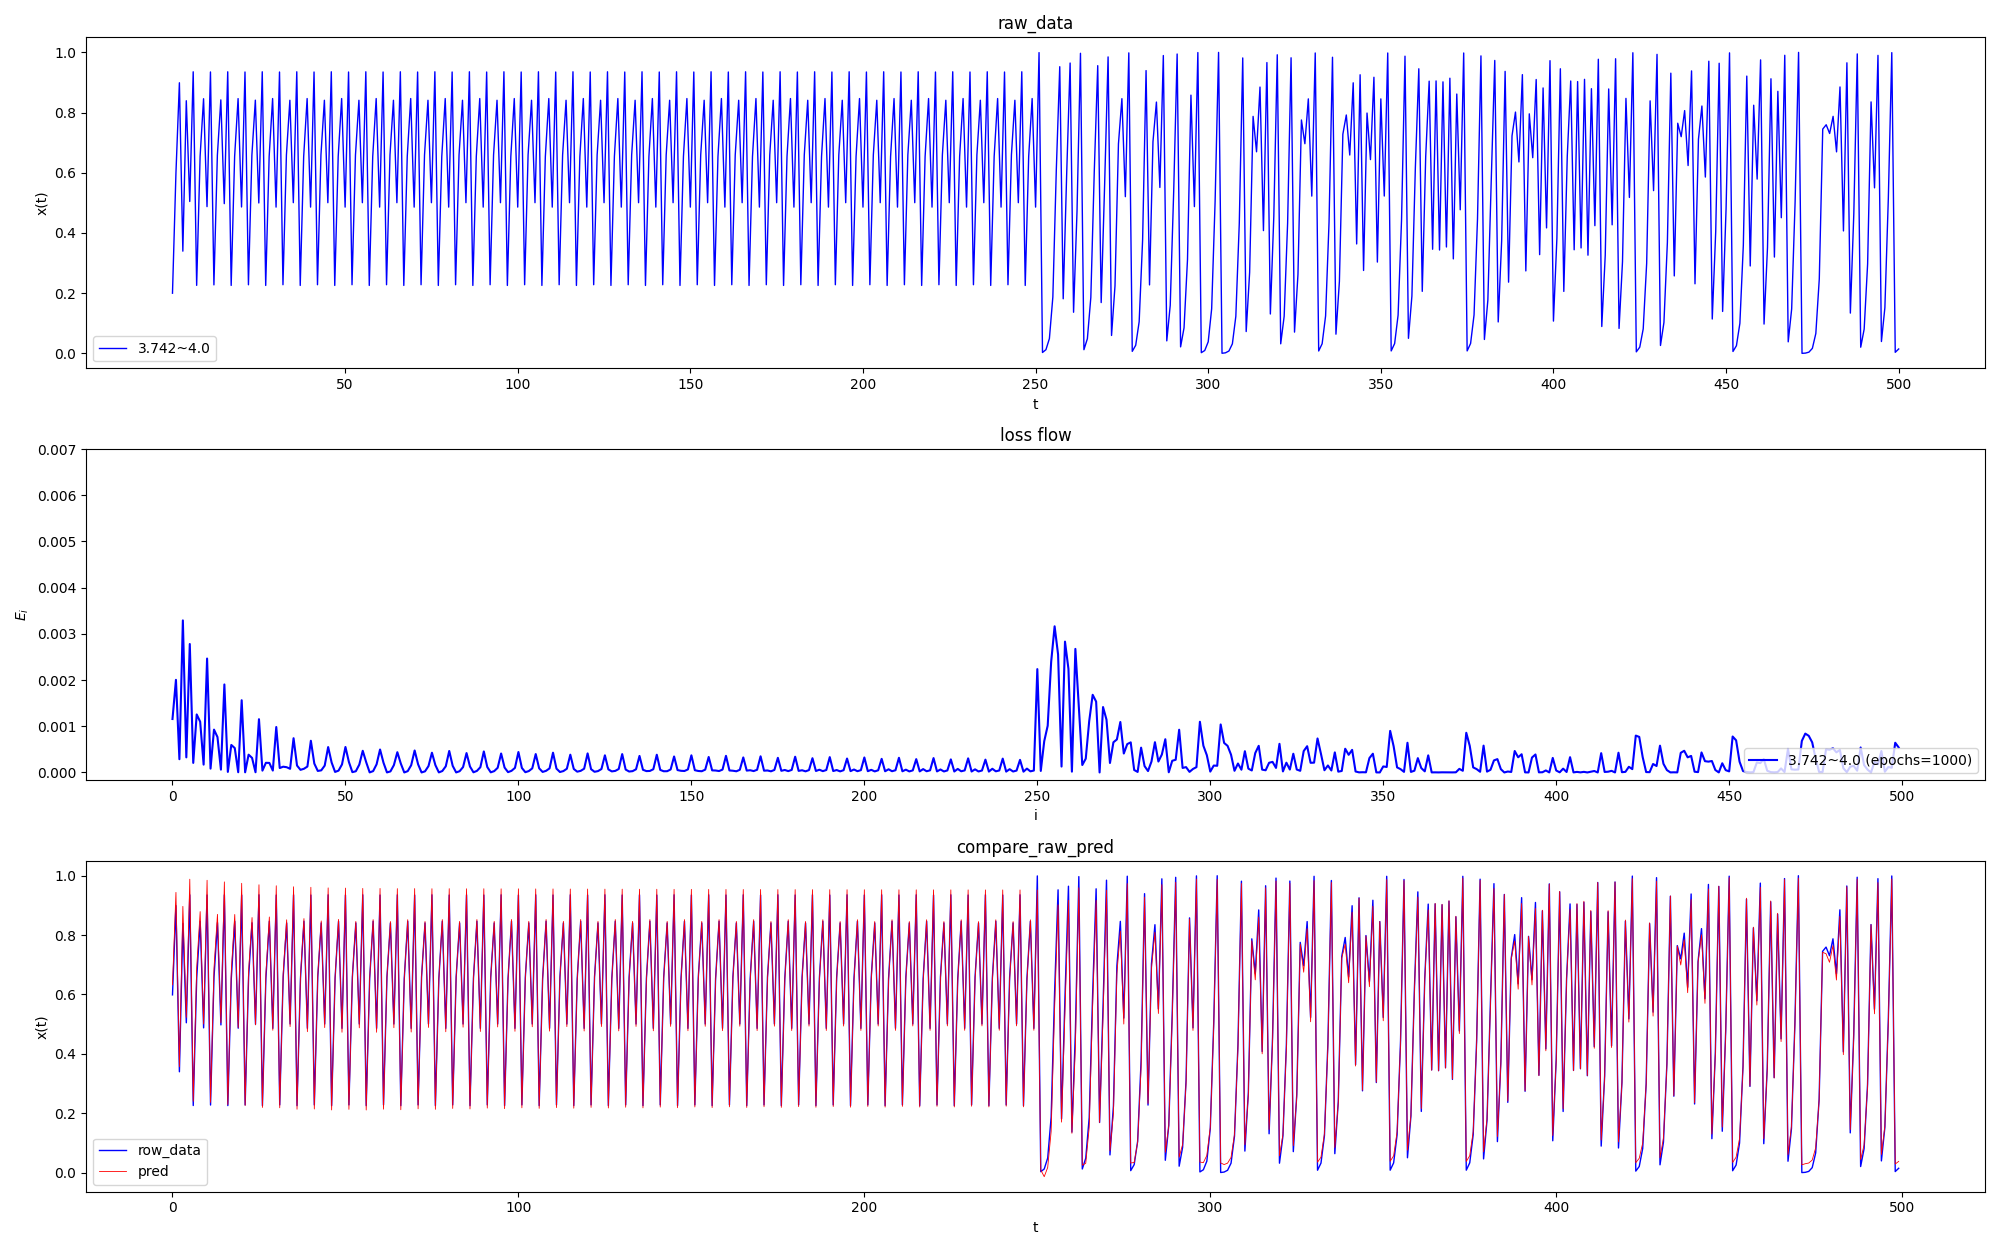 raw_data
1.0
0.8
0.6
0.4
0.2
0.0
x(t)
3.742~4.0
50 100 150 200 250 300 350 400 450 500
t
loss flow
0.007
0.006
0.005
0.004
0.003
0.002
0.001
0.000
E_i
3.742~4.0 (epochs=1000)
0 50 100 150 200 250 300 350 400 450 500
i
compare_raw_pred
1.0
0.8
0.6
0.4
0.2
0.0
x(t)
row_data
pred
0 100 200 300 400 500
t